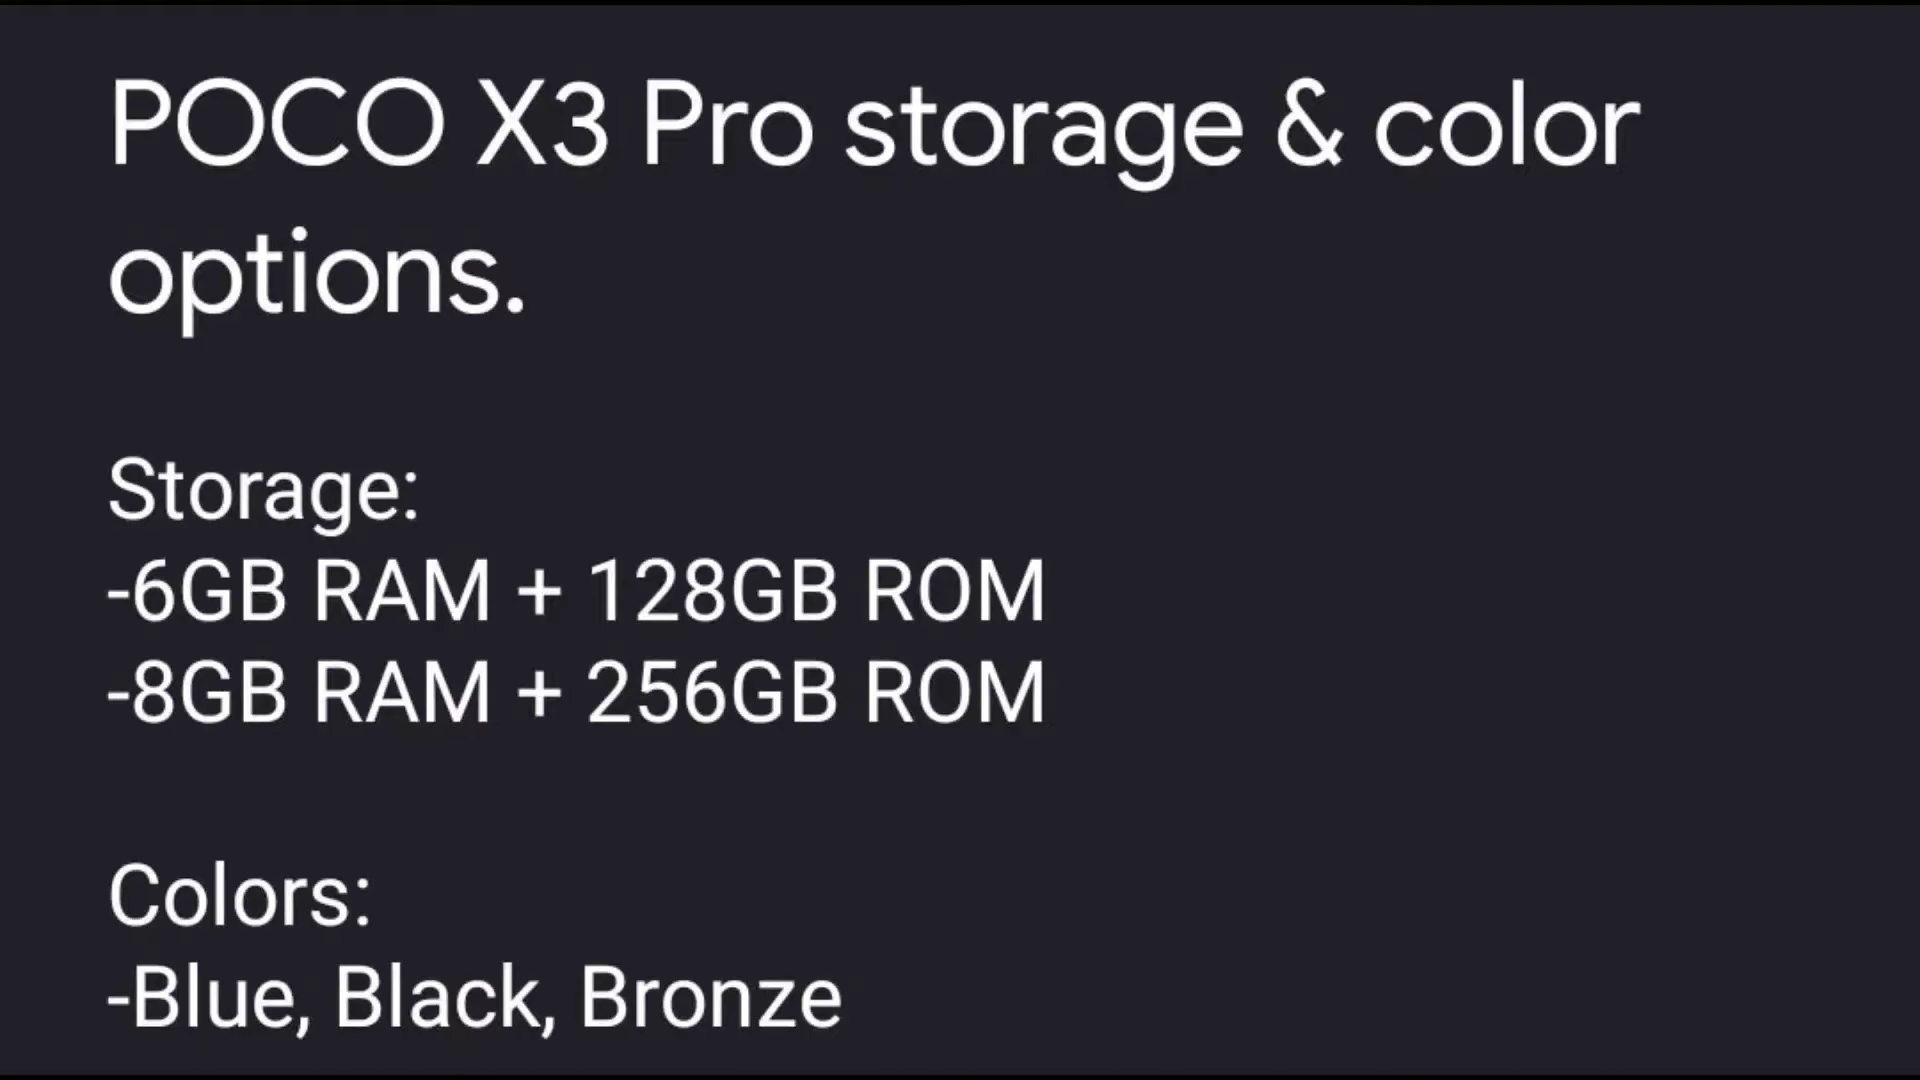 POCO X3 Pro storage & color
options.
Storage:
-6GB RAM + 128GB ROM
-8GB RAM + 256GB ROM
Colors:
-Blue, Black, Bronze